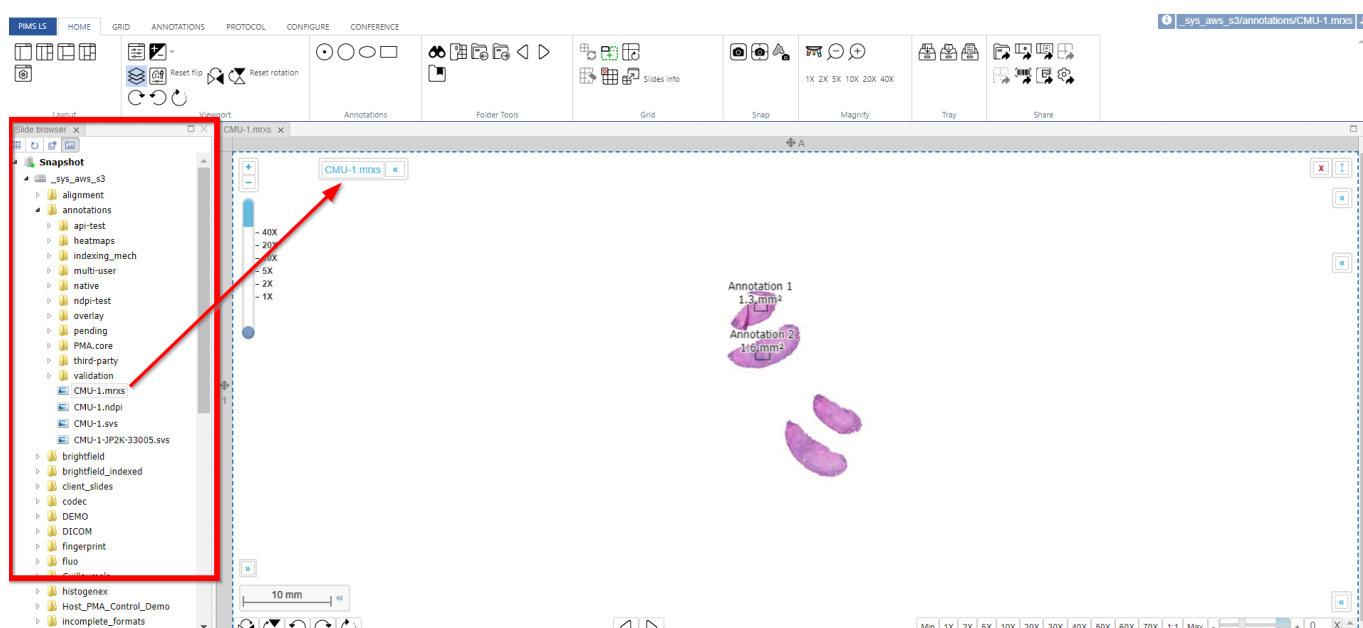 _sys_aws_s3/annotations/CMU-1.mrxs
PIMS LS HOME GRID ANNOTATIONS PROTOCOL CONFIGURE CONFERENCE
Reset flip
Reset rotation
Slides info
1X 2X 5X 10X 20X 40X
Layout Viewport Annotations Folder Tools Grid Snap Magnify Tray Share
Slide browser x
CMU-1.mrxs x
A
Snapshot
_sys_aws_s3
alignment
annotations
api-test
heatmaps
indexing_mech
multi-user
native
ndpi-test
overlay
pending
PMA.core
third-party
validation
CMU-1.mrxs
CMU-1.ndpi
CMU-1.svs
CMU-1-JP2K-33005.svs
brightfield
brightfield_indexed
client_slides
codec
DEMO
DICOM
fingerprint
fluo
histogenex
Host_PMA_Control_Demo
incomplete_formats
CMU-1.mrxs «
x
+
-
- 40X
- 20X
- 5X
- 2X
- 1X
1
Annotation 1
1.3 mm²
Annotation 2
1.6 mm²
»
«
»
10 mm «
«
Min 1X 2X 5X 10X 20X 30X 40X 50X 60X 70X 1:1 Max - + 0 X